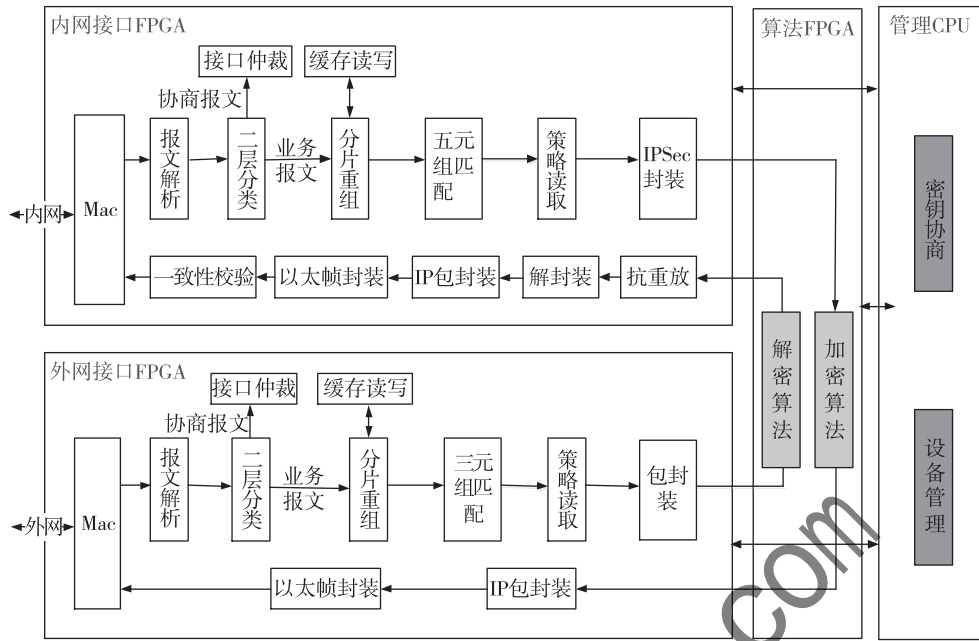 内网接口FPGA
算法FPGA
管理CPU
接口仲裁
缓存读写
协商报文
Mac
报文解析
二层分类
业务
报文
分片重组
五元
组匹
配
策略读取
IPSec
封装
内网
一致性校验
以太帧封装
IP包封装
解封装
抗重放
密钥协商
外网接口FPGA
解密算法
加密算法
接口仲裁
缓存读写
协商报文
Mac
报文解析
二层分类
业务
报文
分片重组
三元
组匹
配
策略读取
包封
装
设备管理
外网
以太帧封装
IP包封装
com